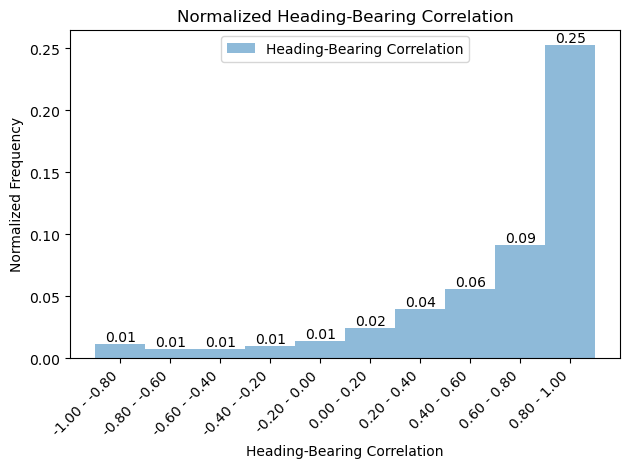 Normalized Heading-Bearing Correlation
Heading-Bearing Correlation
Normalized Frequency
0.25
0.20
0.15
0.10
0.05
0.00
0.01
0.01
0.01
0.01
0.01
0.02
0.04
0.06
0.09
0.25
-1.00 - -0.80
-0.80 - -0.60
-0.60 - -0.40
-0.40 - -0.20
-0.20 - 0.00
0.00 - 0.20
0.20 - 0.40
0.40 - 0.60
0.60 - 0.80
0.80 - 1.00
Heading-Bearing Correlation